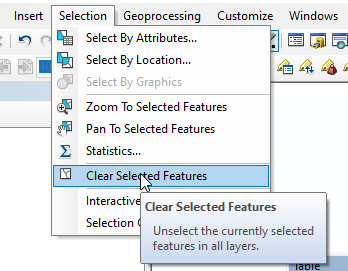 Insert Selection Geoprocessing Customize Windows
Select By Attributes...
Select By Location...
Select By Graphics
Zoom To Selected Features
Pan To Selected Features
Σ Statistics...
Clear Selected Features
Interactive
Selection
Clear Selected Features
Unselect the currently selected
features in all layers.
Table